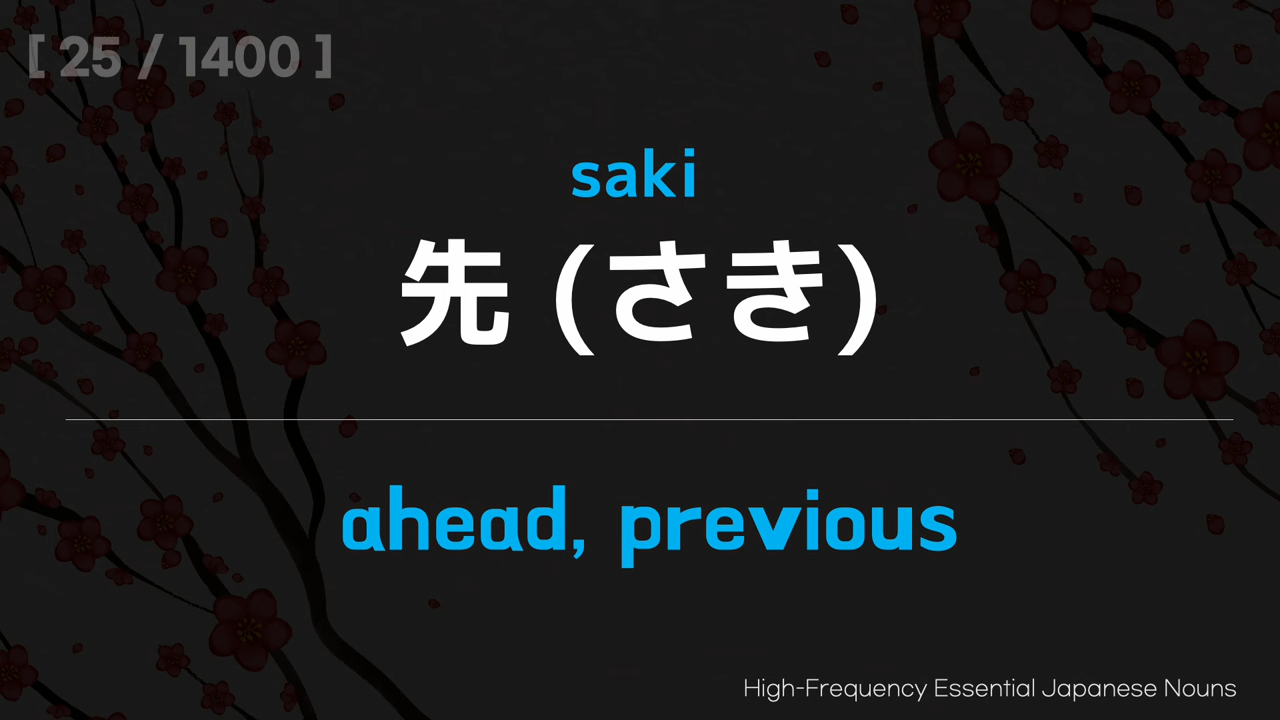 [ 25 / 1400 ]
saki
先 (さき)
ahead, previous
High-Frequency Essential Japanese Nouns